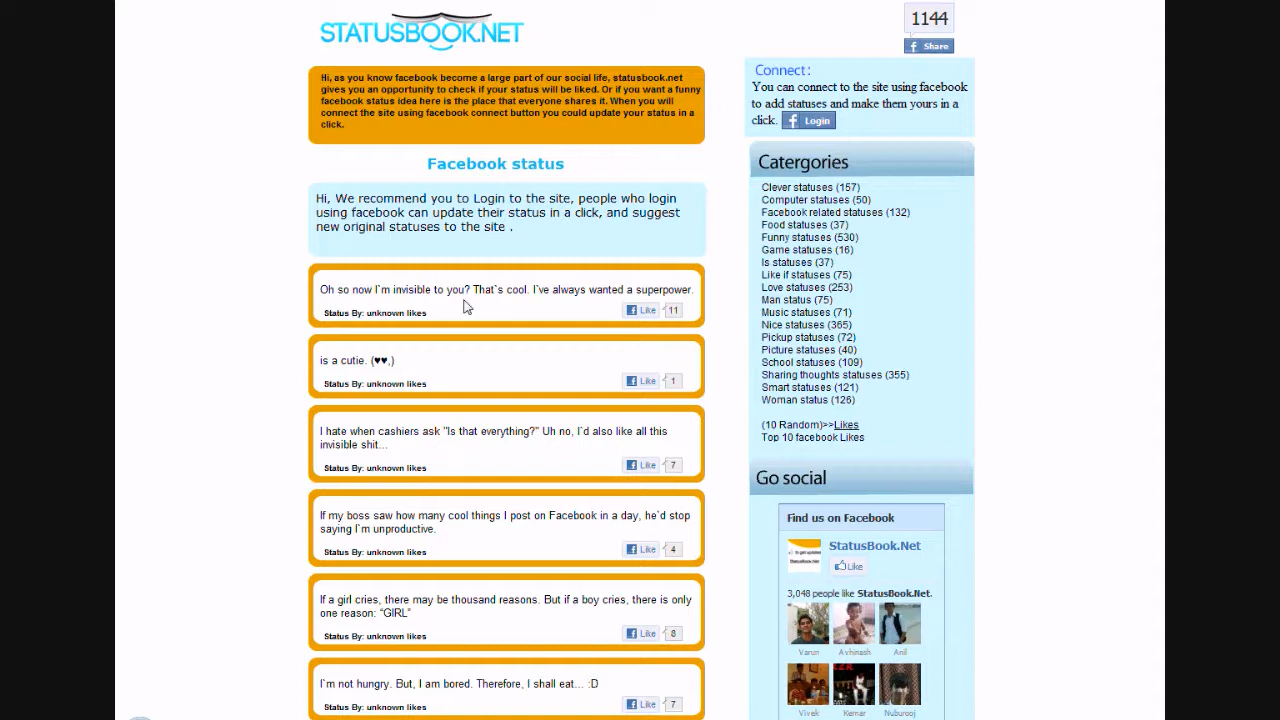 STATUSBOOK.NET
1144
Share
Hi, as you know facebook become a large part of our social life, statusbook.net
gives you an opportunity to check if your status will be liked. Or if you want a funny
facebook status idea here is the place that everyone shares it. When you will
connect the site using facebook connect button you could update your status in a
click.
Facebook status
Hi, We recommend you to Login to the site, people who login
using facebook can update their status in a click, and suggest
new original statuses to the site .
Oh so now I`m invisible to you? That`s cool. I`ve always wanted a superpower.
Status By: unknown likes
Like 11
is a cutie. (♥♥,)
Status By: unknown likes
Like 1
I hate when cashiers ask "Is that everything?" Uh no, I`d also like all this
invisible shit...
Status By: unknown likes
Like 7
If my boss saw how many cool things I post on Facebook in a day, he`d stop
saying I`m unproductive.
Status By: unknown likes
Like 4
If a girl cries, there may be thousand reasons. But if a boy cries, there is only
one reason: “GIRL”
Status By: unknown likes
Like 8
I`m not hungry. But, I am bored. Therefore, I shall eat... :D
Status By: unknown likes
Like 7
Connect:
You can connect to the site using facebook
to add statuses and make them yours in a
click. Login
Catergories
Clever statuses (157)
Computer statuses (50)
Facebook related statuses (132)
Food statuses (37)
Funny statuses (530)
Game statuses (16)
Is statuses (37)
Like if statuses (75)
Love statuses (253)
Man status (75)
Music statuses (71)
Nice statuses (365)
Pickup statuses (72)
Picture statuses (40)
School statuses (109)
Sharing thoughts statuses (355)
Smart statuses (121)
Woman status (126)
(10 Random)>>Likes
Top 10 facebook Likes
Go social
Find us on Facebook
StatusBook.Net
Like
3,048 people like StatusBook.Net.
Varun Avhinash Anil
Vivek Kemar Nuburooj